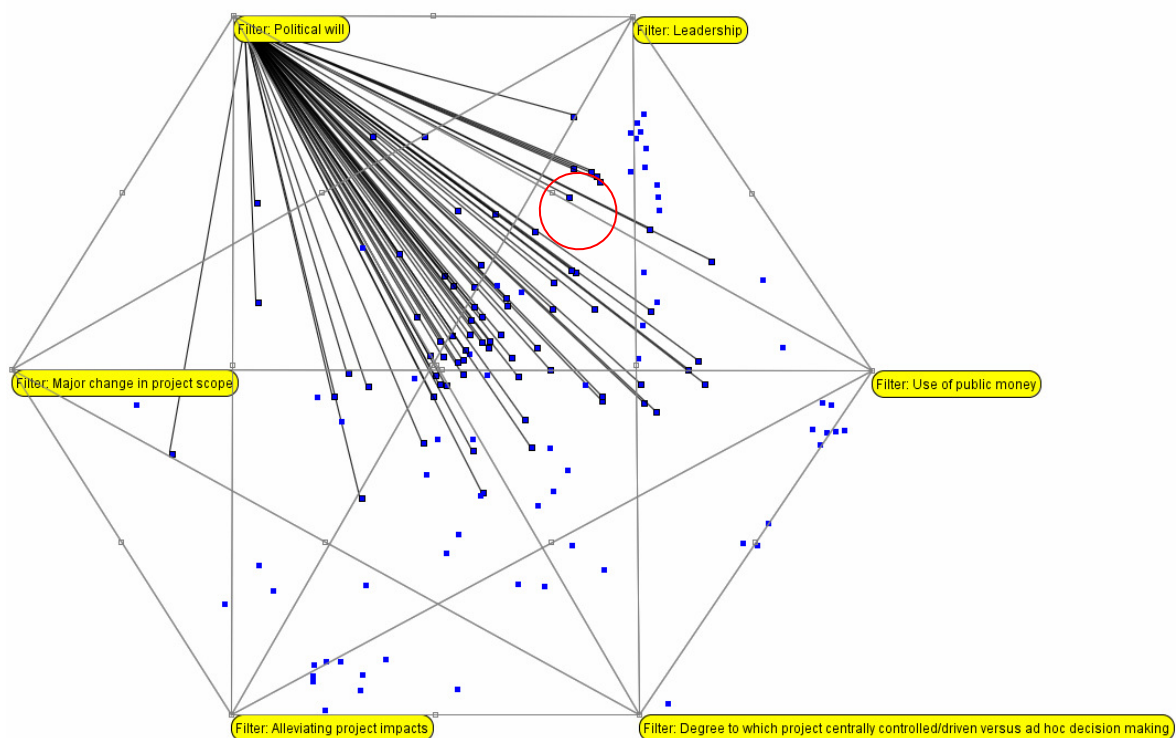 Filter: Political will
Filter: Leadership
Filter: Major change in project scope
Filter: Use of public money
Filter: Alleviating project impacts
Filter: Degree to which project centrally controlled/driven versus ad hoc decision making